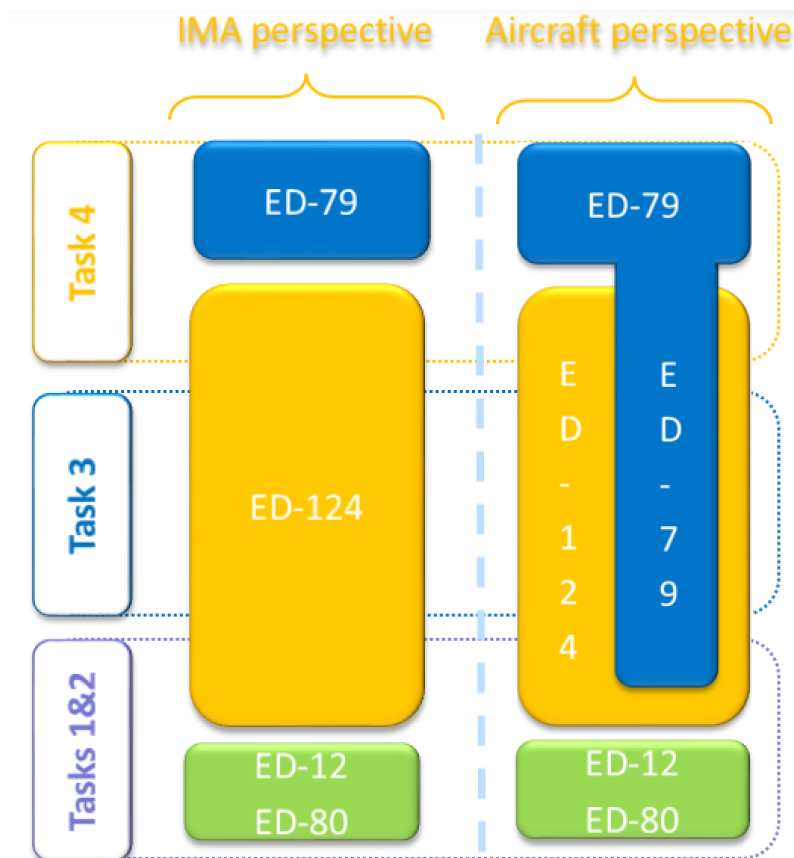 IMA perspective
Aircraft perspective
Task 4
ED-79
ED-79
Task 3
ED-124
E
D
-
1
2
4
E
D
-
7
9
Tasks 1&2
ED-12
ED-80
ED-12
ED-80